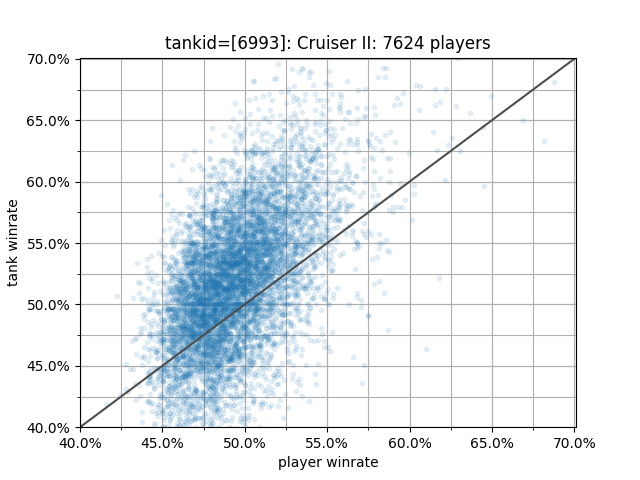 tankid=[6993]: Cruiser II: 7624 players
70.0%
65.0%
60.0%
55.0%
50.0%
45.0%
40.0%
tank winrate
40.0% 45.0% 50.0% 55.0% 60.0% 65.0% 70.0%
player winrate